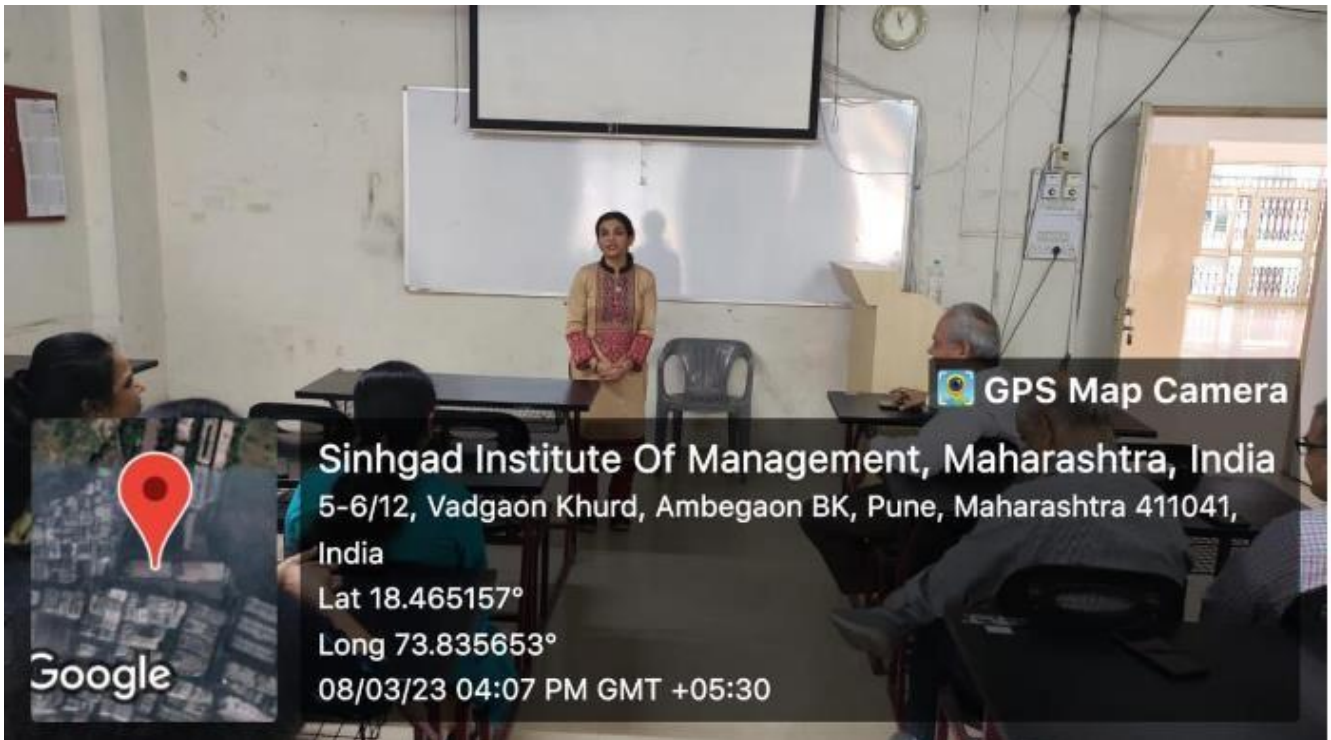 GPS Map Camera
Sinhgad Institute Of Management, Maharashtra, India
5-6/12, Vadgaon Khurd, Ambegaon BK, Pune, Maharashtra 411041,
India
Lat 18.465157°
Long 73.835653°
08/03/23 04:07 PM GMT +05:30
Google